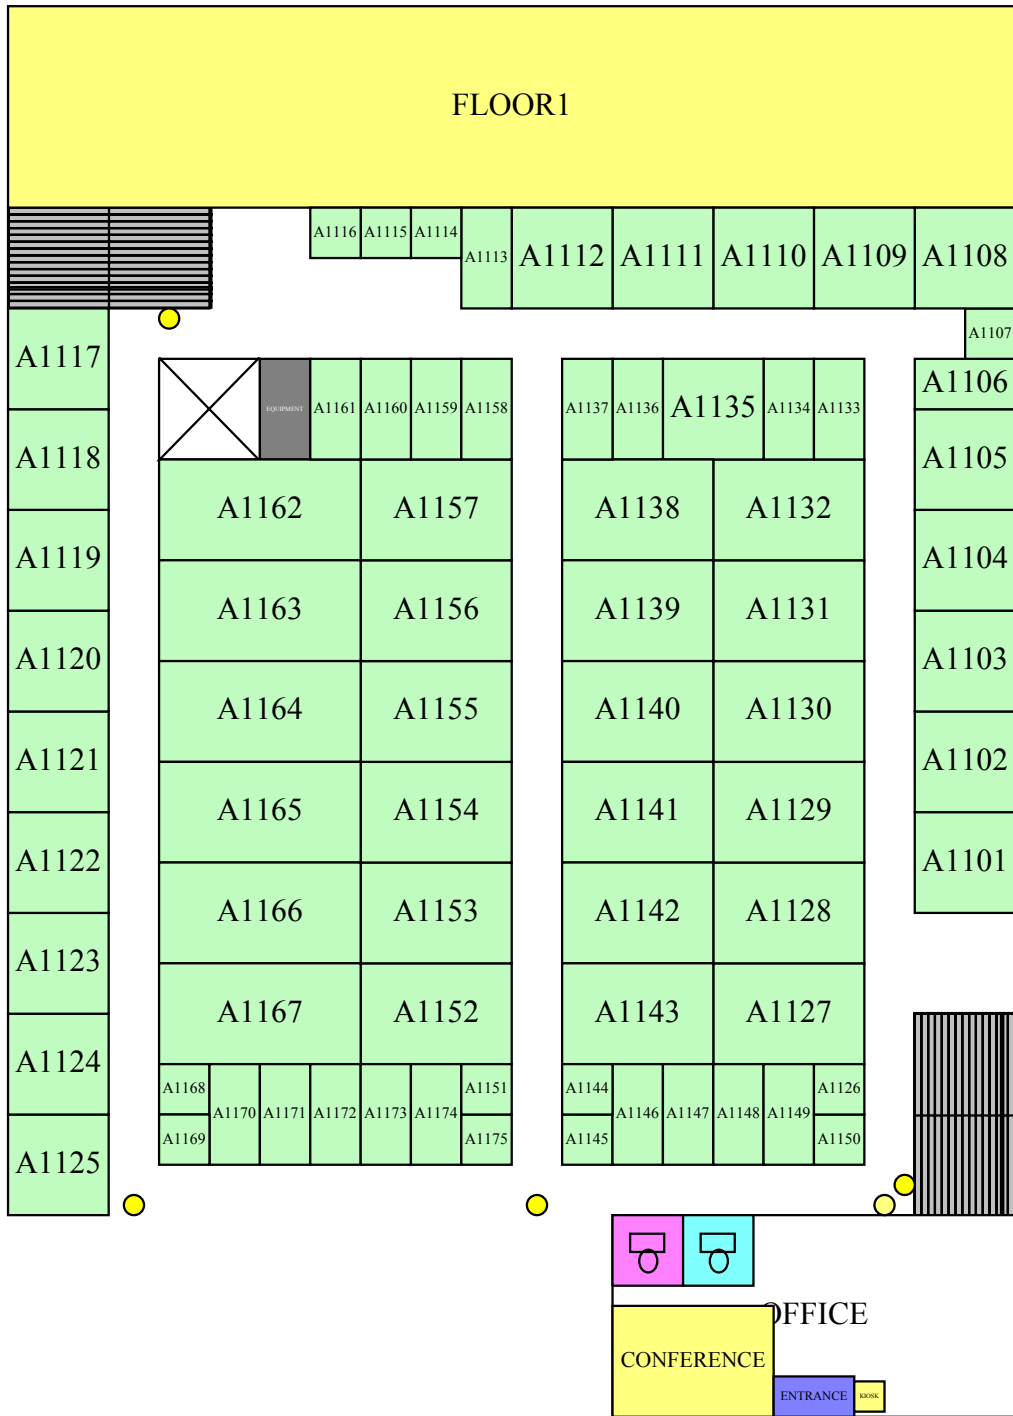 FLOOR1
A1116 A1115 A1114 A1113 A1112 A1111 A1110 A1109 A1108
A1107
A1117 EQUIPMENT A1161 A1160 A1159 A1158 A1137 A1136 A1135 A1134 A1133 A1106
A1118 A1162 A1157 A1138 A1132 A1105
A1119 A1163 A1156 A1139 A1131 A1104
A1120 A1164 A1155 A1140 A1130 A1103
A1121 A1165 A1154 A1141 A1129 A1102
A1122 A1166 A1153 A1142 A1128 A1101
A1123 A1167 A1152 A1143 A1127
A1124 A1168 A1151 A1144 A1126
A1170 A1171 A1172 A1173 A1174 A1146 A1147 A1148 A1149
A1125 A1169 A1175 A1145 A1150
OFFICE
CONFERENCE
ENTRANCE KIOSK